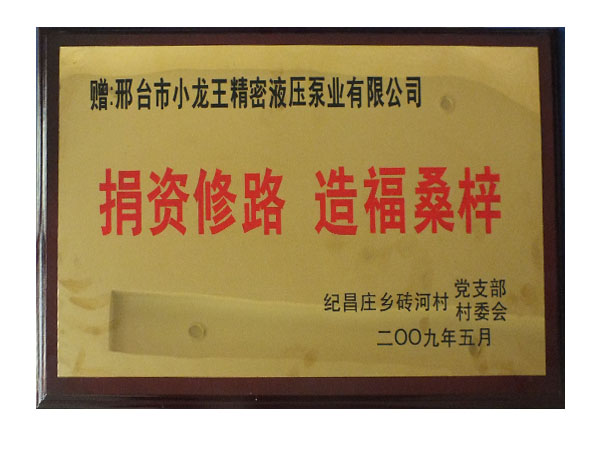 赠:邢台市小龙王精密液压泵业有限公司
捐资修路 造福桑梓
纪昌庄乡砖河村 党支部
村委会
二〇〇九年五月